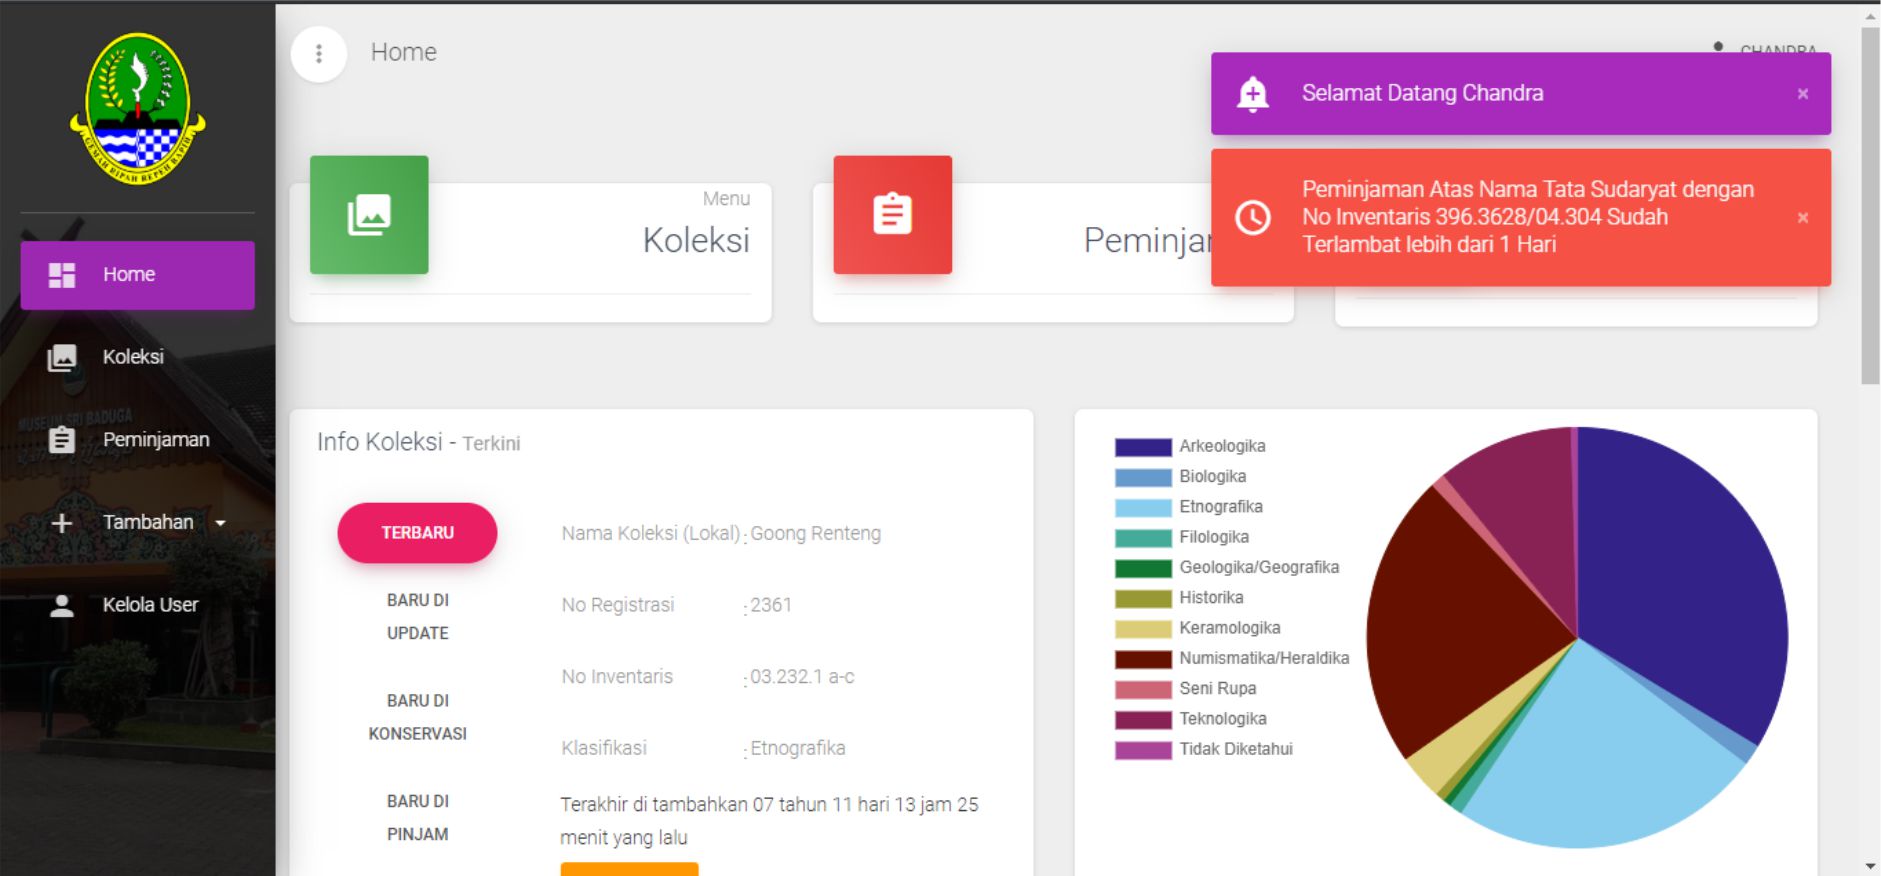 GEMAH RIPAH REPEH RAPIH
Home
Koleksi
Peminjaman
Tambahan
Kelola User
MUSEUM SRI BADUGA
Home
CHANDRA
Selamat Datang Chandra
×
Peminjaman Atas Nama Tata Sudaryat dengan
No Inventaris 396.3628/04.304 Sudah
Terlambat lebih dari 1 Hari
×
Menu
Koleksi
Peminja
Info Koleksi - Terkini
TERBARU
BARU DI
UPDATE
BARU DI
KONSERVASI
BARU DI
PINJAM
Nama Koleksi (Lokal) : Goong Renteng
No Registrasi : 2361
No Inventaris : 03.232.1 a-c
Klasifikasi : Etnografika
Terakhir di tambahkan 07 tahun 11 hari 13 jam 25
menit yang lalu
Arkeologika
Biologika
Etnografika
Filologika
Geologika/Geografika
Historika
Keramologika
Numismatika/Heraldika
Seni Rupa
Teknologika
Tidak Diketahui